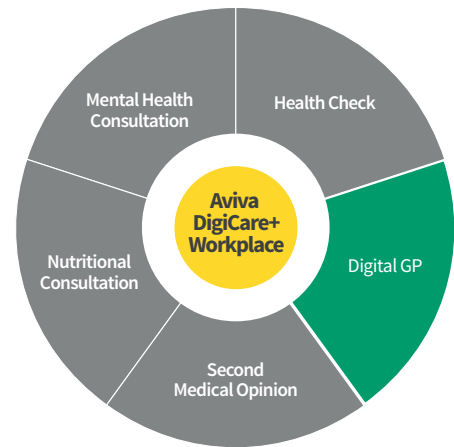 Mental Health
Consultation
Health Check
Aviva
DigiCare+
Workplace
Nutritional
Consultation
Digital GP
Second
Medical Opinion